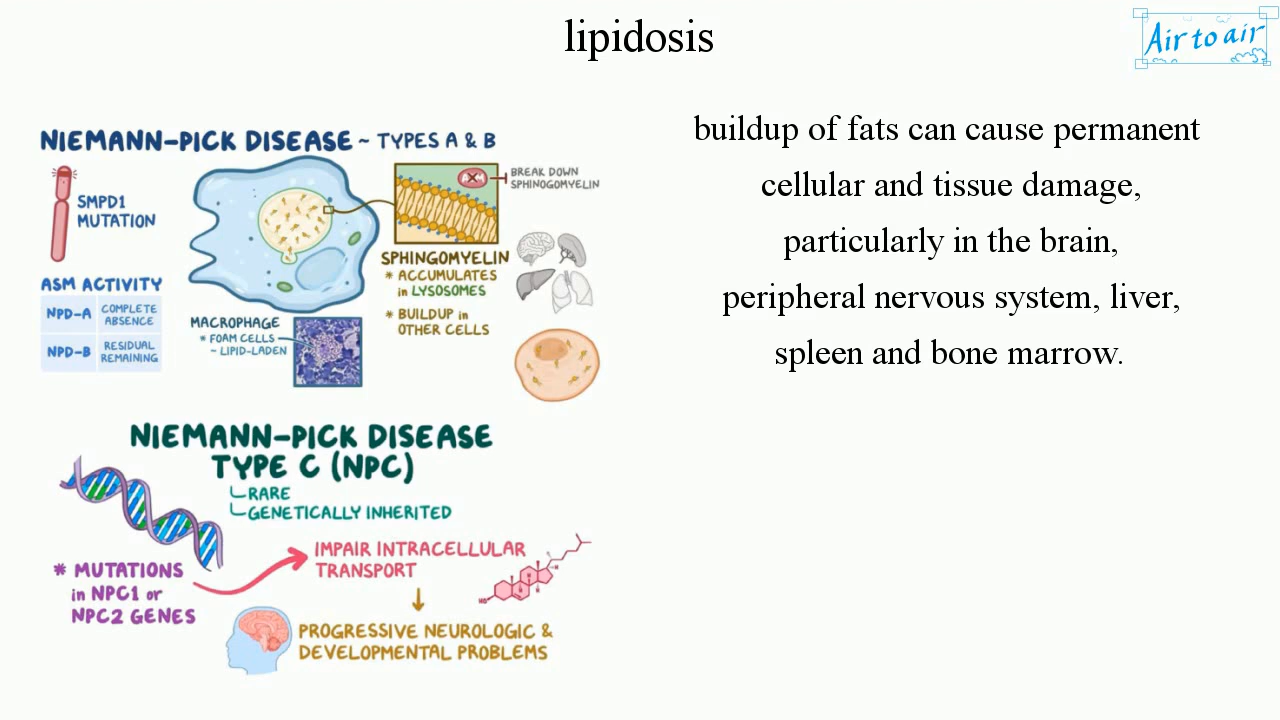 lipidosis
Air to air
NIEMANN-PICK DISEASE ~ TYPES A & B
SMPD1
MUTATION
ASM ACTIVITY
NPD-A
COMPLETE
ABSENCE
NPD-B
RESIDUAL
REMAINING
MACROPHAGE
* FOAM CELLS
~ LIPID-LADEN
ASM
BREAK DOWN
SPHINOGOMYELIN
SPHINGOMYELIN
* ACCUMULATES
in LYSOSOMES
* BUILDUP in
OTHER CELLS
buildup of fats can cause permanent
cellular and tissue damage,
particularly in the brain,
peripheral nervous system, liver,
spleen and bone marrow.
NIEMANN-PICK DISEASE
TYPE C (NPC)
RARE
GENETICALLY INHERITED
* MUTATIONS
in NPC1 or
NPC2 GENES
IMPAIR INTRACELLULAR
TRANSPORT
HO
H
H
PROGRESSIVE NEUROLOGIC &
DEVELOPMENTAL PROBLEMS